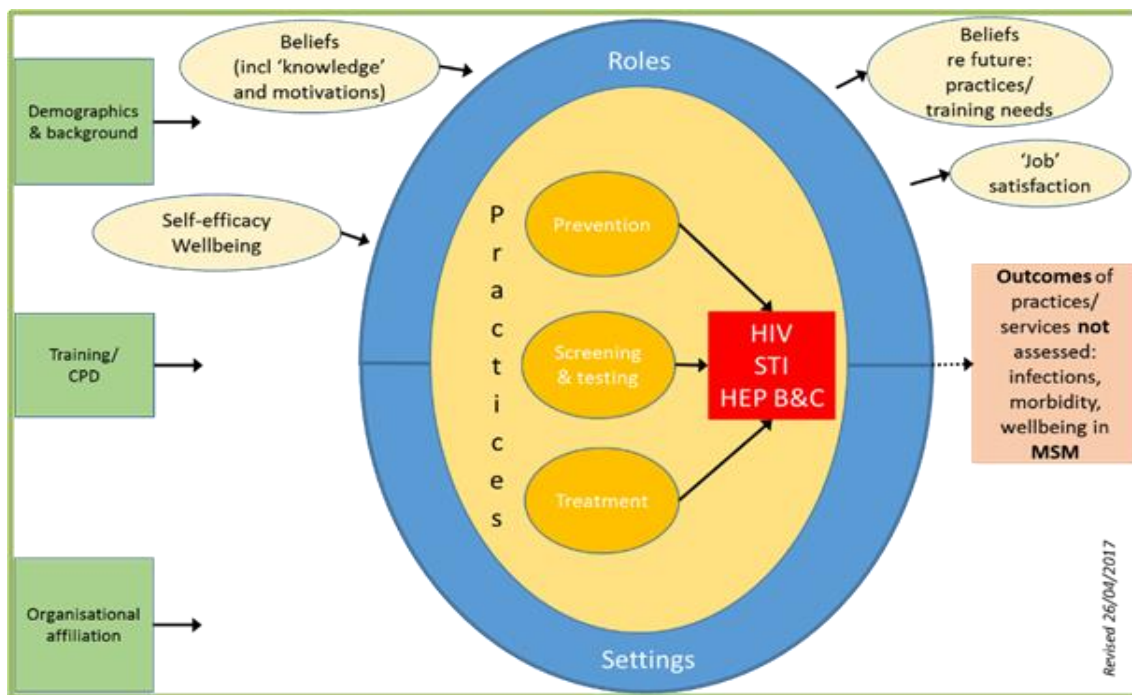 Demographics
& background
Training/
CPD
Organisational
affiliation
Beliefs
(incl 'knowledge'
and motivations)
Self-efficacy
Wellbeing
Roles
Practices
Prevention
Screening
& testing
Treatment
HIV
STI
HEP B&C
Settings
Beliefs
re future:
practices/
training needs
'Job'
satisfaction
Outcomes of
practices/
services not
assessed:
infections,
morbidity,
wellbeing in
MSM
Revised 26/04/2017